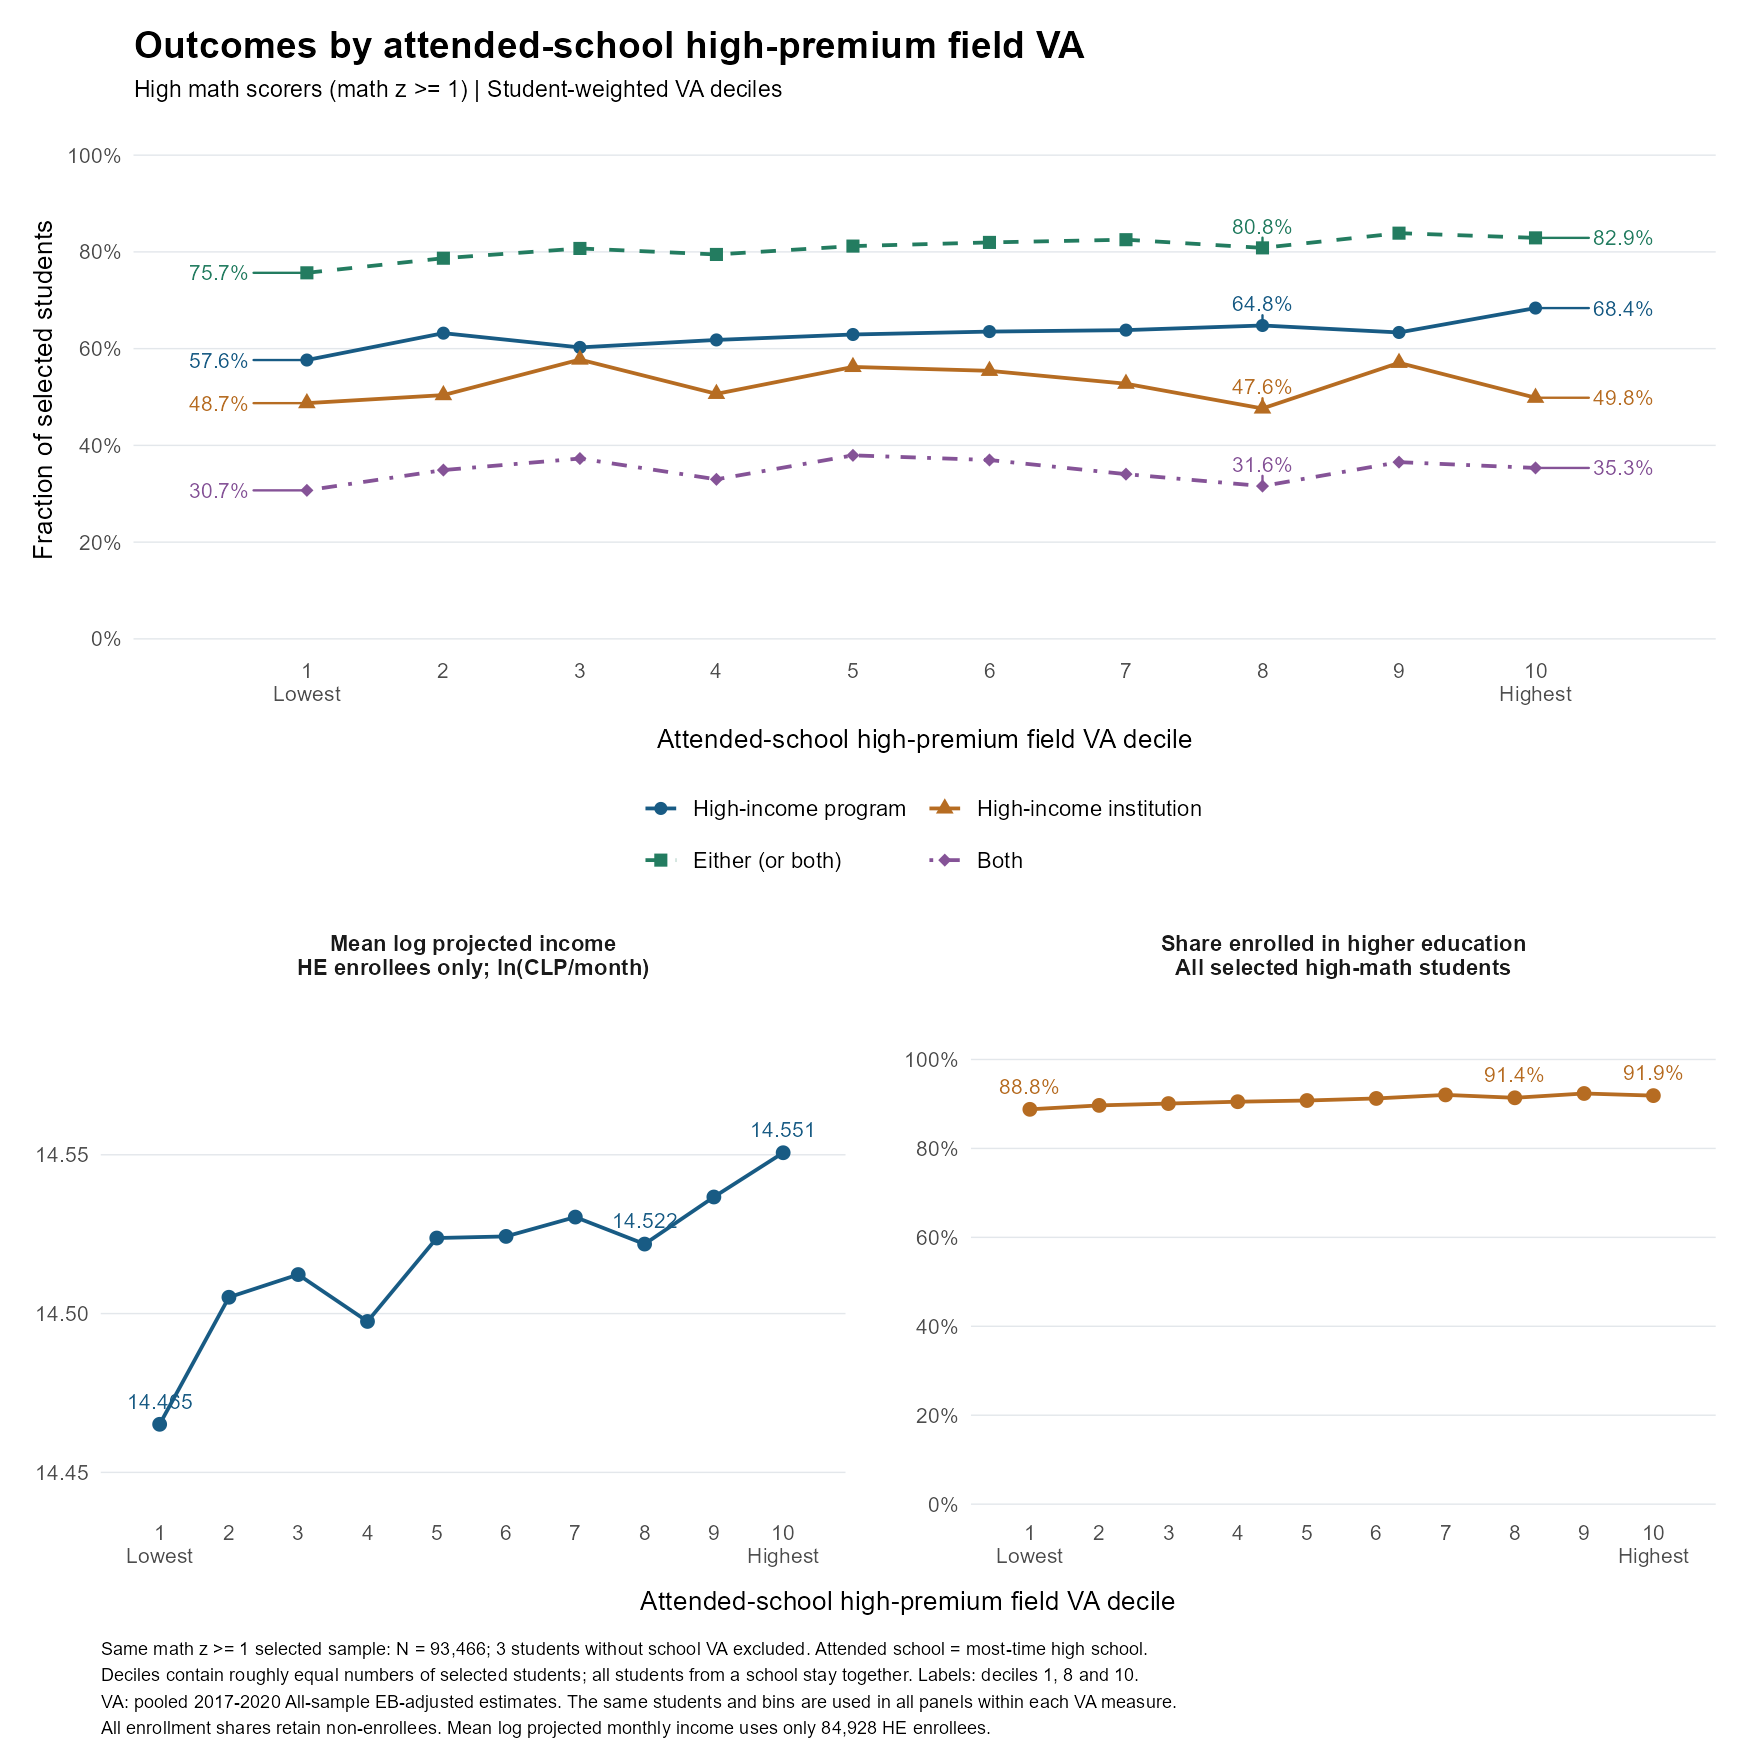 Outcomes by attended-school high-premium field VA
High math scorers (math z >= 1) | Student-weighted VA deciles
Fraction of selected students
100%
80%
60%
40%
20%
0%
75.7%
80.8%
82.9%
57.6%
64.8%
68.4%
48.7%
47.6%
49.8%
30.7%
31.6%
35.3%
1 2 3 4 5 6 7 8 9 10
Lowest Highest
Attended-school high-premium field VA decile
High-income program High-income institution
Either (or both) Both
Mean log projected income
HE enrollees only; ln(CLP/month)
14.55
14.50
14.45
14.465
14.522
14.551
1 2 3 4 5 6 7 8 9 10
Lowest Highest
Share enrolled in higher education
All selected high-math students
100%
80%
60%
40%
20%
0%
88.8%
91.4%
91.9%
1 2 3 4 5 6 7 8 9 10
Lowest Highest
Attended-school high-premium field VA decile
Same math z >= 1 selected sample: N = 93,466; 3 students without school VA excluded. Attended school = most-time high school.
Deciles contain roughly equal numbers of selected students; all students from a school stay together. Labels: deciles 1, 8 and 10.
VA: pooled 2017-2020 All-sample EB-adjusted estimates. The same students and bins are used in all panels within each VA measure.
All enrollment shares retain non-enrollees. Mean log projected monthly income uses only 84,928 HE enrollees.